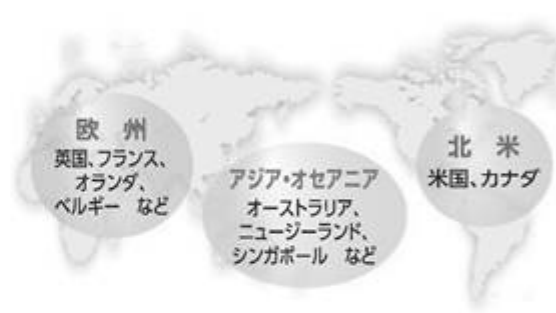 欧 州
英国、フランス、
オランダ、
ベルギー など
アジア・オセアニア
オーストラリア、
ニュージーランド、
シンガポール など
北 米
米国、カナダ